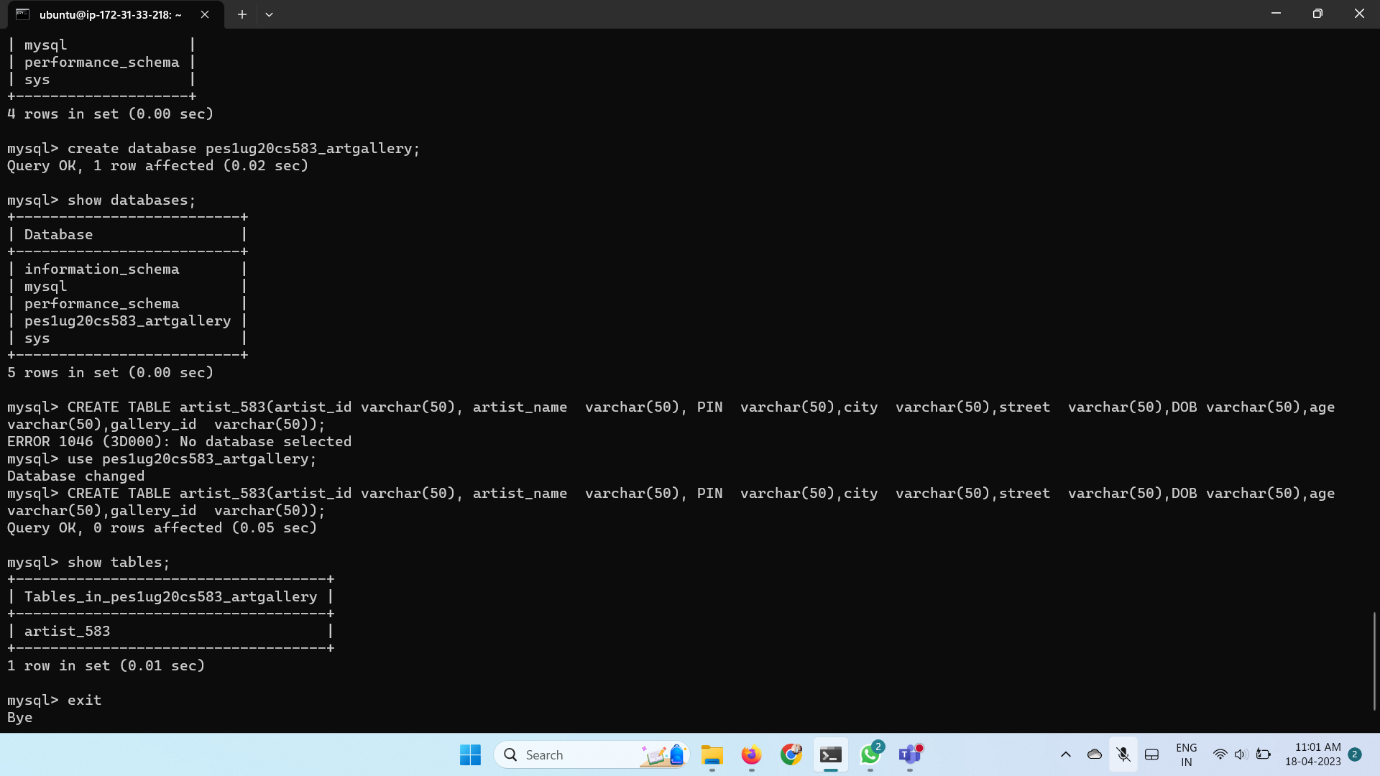 ubuntu@ip-172-31-33-218: ~
| mysql              |
| performance_schema |
| sys                |
+--------------------+
4 rows in set (0.00 sec)
mysql> create database pes1ug20cs583_artgallery;
Query OK, 1 row affected (0.02 sec)
mysql> show databases;
+--------------------------+
| Database                 |
+--------------------------+
| information_schema       |
| mysql                    |
| performance_schema       |
| pes1ug20cs583_artgallery |
| sys                      |
+--------------------------+
5 rows in set (0.00 sec)
mysql> CREATE TABLE artist_583(artist_id varchar(50), artist_name  varchar(50), PIN  varchar(50),city  varchar(50),street  varchar(50),DOB varchar(50),age
varchar(50),gallery_id  varchar(50));
ERROR 1046 (3D000): No database selected
mysql> use pes1ug20cs583_artgallery;
Database changed
mysql> CREATE TABLE artist_583(artist_id varchar(50), artist_name  varchar(50), PIN  varchar(50),city  varchar(50),street  varchar(50),DOB varchar(50),age
varchar(50),gallery_id  varchar(50));
Query OK, 0 rows affected (0.05 sec)
mysql> show tables;
+------------------------------------+
| Tables_in_pes1ug20cs583_artgallery |
+------------------------------------+
| artist_583                         |
+------------------------------------+
1 row in set (0.01 sec)
mysql> exit
Bye
Search
2
ENG
IN
11:01 AM
18-04-2023
2